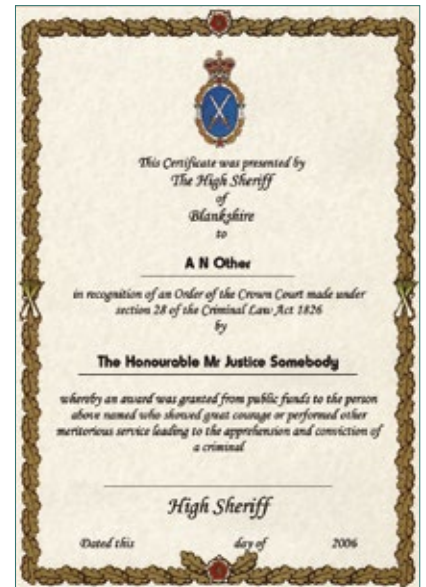 This Certificate was presented by
The High Sheriff
of
Blankshire
to
A N Other
in recognition of an Order of the Crown Court made under
section 28 of the Criminal Law Act 1826
by
The Honourable Mr Justice Somebody
whereby an award was granted from public funds to the person
above named who showed great courage or performed other
meritorious service leading to the apprehension and conviction of
a criminal
High Sheriff
Dated this day of 2006